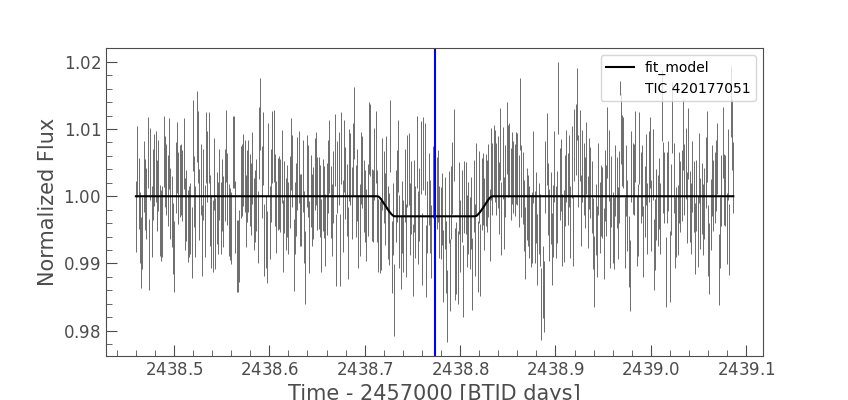 1.02
1.01
1.00
0.99
0.98
Normalized Flux
fit_model
TIC 420177051
2438.5 2438.6 2438.7 2438.8 2438.9 2439.0 2439.1
Time - 2457000 [BTJD days]